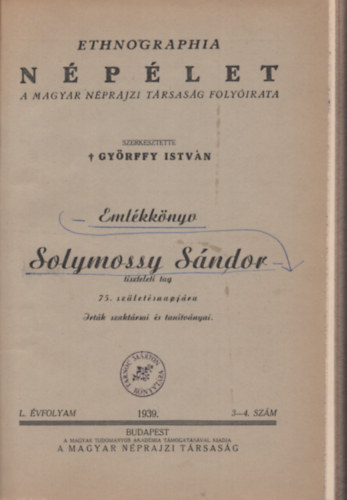 ETHNOGRAPHIA
NÉPÉLET
A MAGYAR NÉPRAJZI TÁRSASÁG FOLYÓIRATA
SZERKESZTETTE
† GYÖRFFY ISTVÁN
Emlékkönyv
Solymossy Sándor
tiszteleti tag
75. születésnapjára
Írták szaktársai és tanítványai.
L. ÉVFOLYAM 1939. 3—4. SZÁM
BUDAPEST
A MAGYAR TUDOMÁNYOS AKADÉMIA TÁMOGATÁSÁVAL KIADJA
A MAGYAR NÉPRAJZI TÁRSASÁG